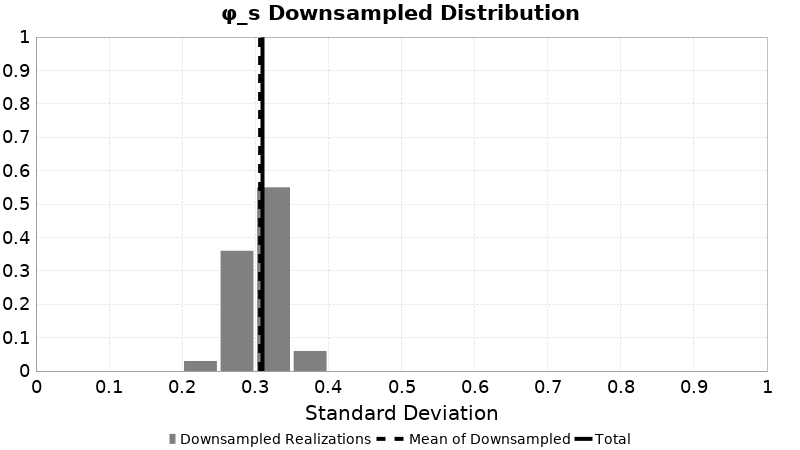 φ_s Downsampled Distribution
1
0.9
0.8
0.7
0.6
0.5
0.4
0.3
0.2
0.1
0
0 0.1 0.2 0.3 0.4 0.5 0.6 0.7 0.8 0.9 1
Standard Deviation
Downsampled Realizations Mean of Downsampled Total